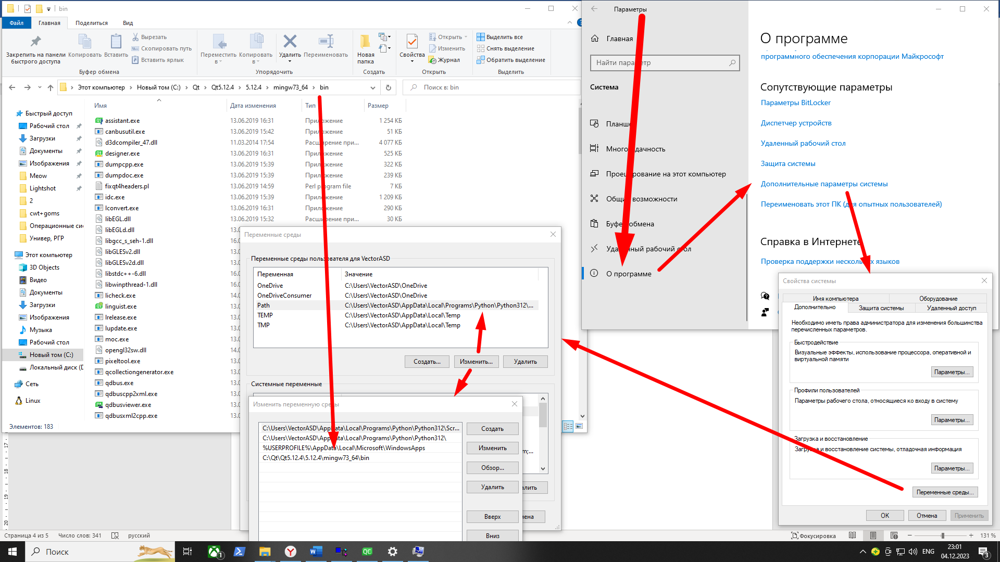 bin
Файл
Главная
Поделиться
Вид
Закрепить на панели
быстрого доступа
Копировать
Вставить
Вырезать
Скопировать путь
Вставить ярлык
Буфер обмена
Переместить
в
Копировать
в
Удалить
Переименовать
Упорядочить
Новая
папка
Создать
Свойства
Открыть
Изменить
Журнал
Открыть
Выделить все
Снять выделение
Обратить выделение
Выделить
Этот компьютер
Новый том (C:)
Qt
Qt5.12.4
5.12.4
mingw73_64
bin
Поиск в: bin
Быстрый доступ
Рабочий стол
Загрузки
Документы
Изображения
Meow
Lightshot
2
cwt+goms
Операционные сис
Универ, РГР
Этот компьютер
3D Objects
Видео
Документы
Загрузки
Изображения
Музыка
Рабочий стол
Новый том (C:)
Локальный диск (D
Сеть
Linux
Элементов: 183
Имя Дата изменения Тип Размер
assistant.exe 13.06.2019 16:31 Приложение 1 254 КБ
canbusutil.exe 13.06.2019 15:42 Приложение 51 КБ
d3dcompiler_47.dll 11.03.2014 17:54 Расширение при... 4 077 КБ
designer.exe 13.06.2019 16:31 Приложение 525 КБ
dumpcpp.exe 13.06.2019 15:39 Приложение 322 КБ
dumpdoc.exe 13.06.2019 15:39 Приложение 239 КБ
fixqt4headers.pl 13.06.2019 14:59 Perl program file 7 КБ
idc.exe 13.06.2019 15:39 Приложение 1 209 КБ
lconvert.exe 13.06.2019 16:31 Приложение 290 КБ
libEGL.dll 13.06.2019 15:32 Расширение при... 30 КБ
libEGLd.dll 13.0
libgcc_s_seh-1.dll 16.0
libGLESv2.dll 13.0
libGLESv2d.dll 13.0
libstdc++-6.dll 16.0
libwinpthread-1.dll 16.0
licheck.exe 14.0
linguist.exe 13.0
lrelease.exe 13.0
lupdate.exe 13.0
moc.exe 13.0
opengl32sw.dll 14.0
pixeltool.exe 13.0
qcollectiongenerator.exe 13.0
qdbus.exe 13.0
qdbuscpp2xml.exe 13.0
qdbusviewer.exe 13.0
qdbusxml2cpp.exe 13.0
Переменные среды
Переменные среды пользователя для VectorASD
Переменная Значение
OneDrive C:\Users\VectorASD\OneDrive
OneDriveConsumer C:\Users\VectorASD\OneDrive
Path C:\Users\VectorASD\AppData\Local\Programs\Python\Python312\...
TEMP C:\Users\VectorASD\AppData\Local\Temp
TMP C:\Users\VectorASD\AppData\Local\Temp
Создать...
Изменить...
Удалить
Системные переменные
m;...
алить
ена
Изменить переменную среды
C:\Users\VectorASD\AppData\Local\Programs\Python\Python312\Scr...
C:\Users\VectorASD\AppData\Local\Programs\Python\Python312\
%USERPROFILE%\AppData\Local\Microsoft\WindowsApps
C:\Qt\Qt5.12.4\5.12.4\mingw73_64\bin
Создать
Изменить
Обзор...
Удалить
Вверх
Вниз
Параметры
Главная
Найти параметр
Система
Планше
Многозадачность
Проецирование на этот компьютер
Общие возможности
Буфер обмена
Удаленный рабочий стол
О программе
О программе
программного обеспечения корпорации Майкрософт
Сопутствующие параметры
Параметры BitLocker
Диспетчер устройств
Удаленный рабочий стол
Защита системы
Дополнительные параметры системы
Переименовать этот ПК (для опытных пользователей)
Справка в Интернете
Проверка поддержки нескольких языков
Свойства системы
Имя компьютера
Оборудование
Дополнительно
Защита системы
Удаленный доступ
Необходимо иметь права администратора для изменения большинства
перечисленных параметров.
Быстродействие
Визуальные эффекты, использование процессора, оперативной и
виртуальной памяти
Параметры...
Профили пользователей
Параметры рабочего стола, относящиеся ко входу в систему
Параметры...
Загрузка и восстановление
Загрузка и восстановление системы, отладочная информация
Параметры...
Переменные среды...
OK
Отмена
Применить
17
18
19
20
Страница 4 из 5
Число слов: 341
русский
Фокусировка
131 %
Поиск
1
QC
ENG
23:01
04.12.2023
3